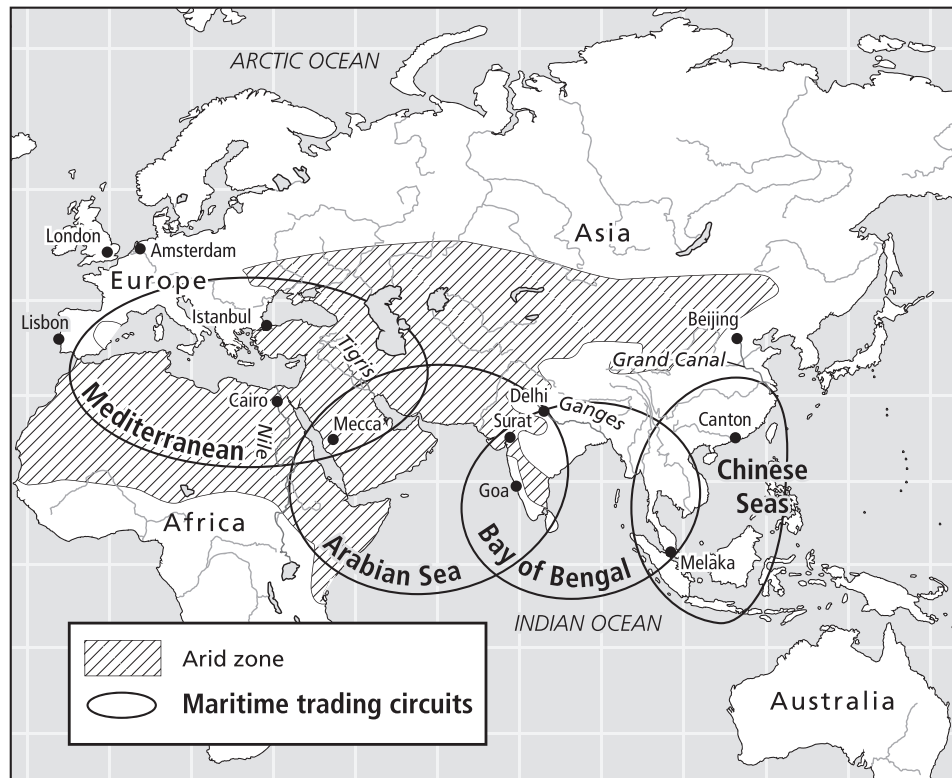 ARCTIC OCEAN
London
Amsterdam
Europe
Asia
Lisbon
Istanbul
Beijing
Tigris
Grand Canal
Cairo
Delhi
Ganges
Mediterranean
Nile
Mecca
Surat
Canton
Chinese
Seas
Goa
Africa
Arabian Sea
Bay of Bengal
Melaka
INDIAN OCEAN
Arid zone
Maritime trading circuits
Australia